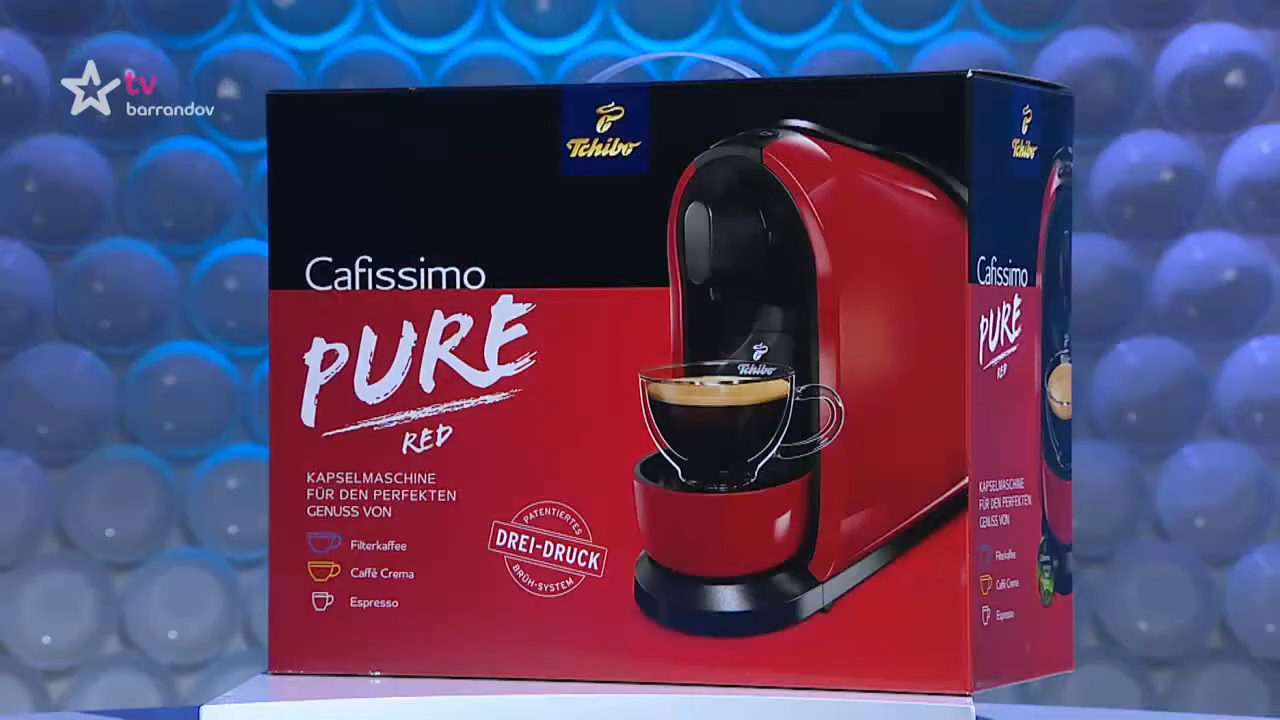 tv
barrandov
Tchibo
Cafissimo
PURE
RED
KAPSELMASCHINE
FÜR DEN PERFEKTEN
GENUSS VON
Filterkaffee
Caffè Crema
Espresso
PATENTIERTES
DREI-DRUCK
BRÜH-SYSTEM
Tchibo
Tchibo
Cafissimo
PURE
RED
KAPSELMASCHINE
FÜR DEN PERFEKTEN
GENUSS VON
Filterkaffee
Caffè Crema
Espresso